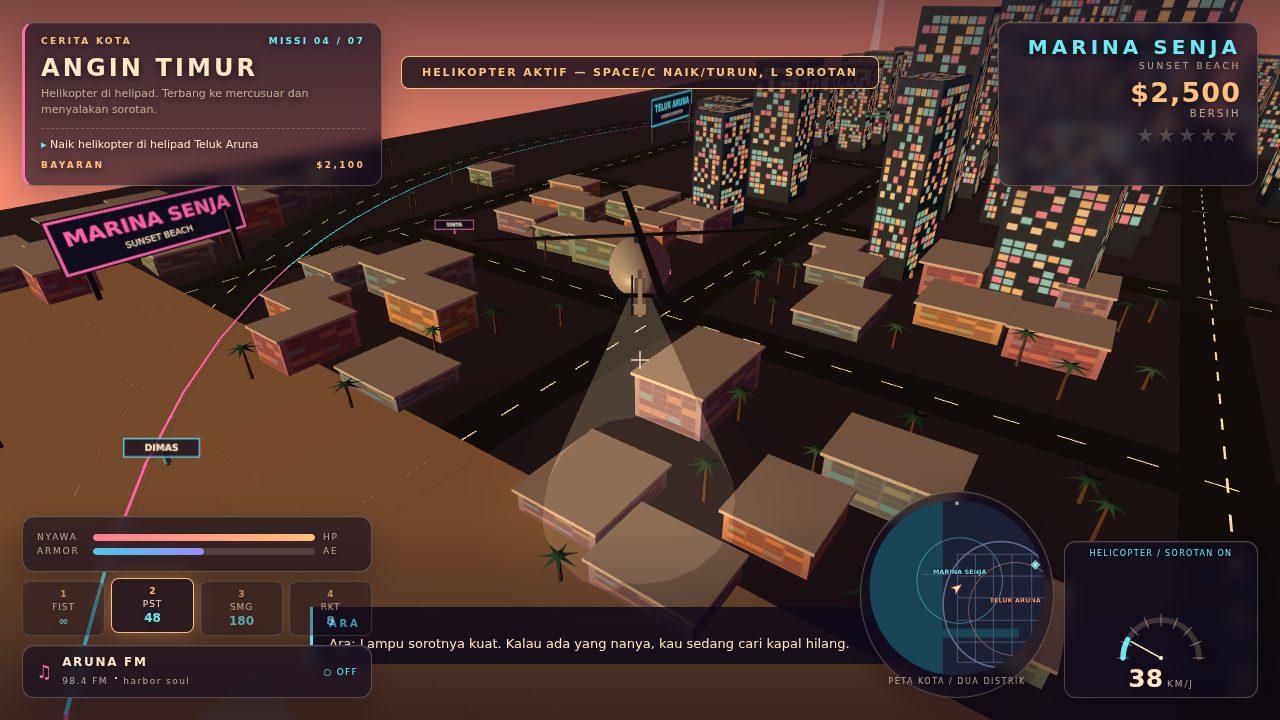 CERITA KOTA
MISSI 04 / 07
ANGIN TIMUR
Helikopter di helipad. Terbang ke mercusuar dan
menyalakan sorotan.
▸ Naik helikopter di helipad Teluk Aruna
BAYARAN
$2,100
HELIKOPTER AKTIF — SPACE/C NAIK/TURUN, L SOROTAN
MARINA SENJA
SUNSET BEACH
$2,500
BERSIH
★★★★★
TELUK ARUNA
MARINA SENJA
SUNSET BEACH
SINTA
DIMAS
NYAWA
HP
ARMOR
AE
1
FIST
∞
2
PST
48
3
SMG
180
4
RKT
ARUNA FM
98.4 FM · harbor soul
○ OFF
ARA
Ara: Lampu sorotnya kuat. Kalau ada yang nanya, kau sedang cari kapal hilang.
N
MARINA SENJA
TELUK ARUNA
PETA KOTA / DUA DISTRIK
HELICOPTER / SOROTAN ON
38 KM/J